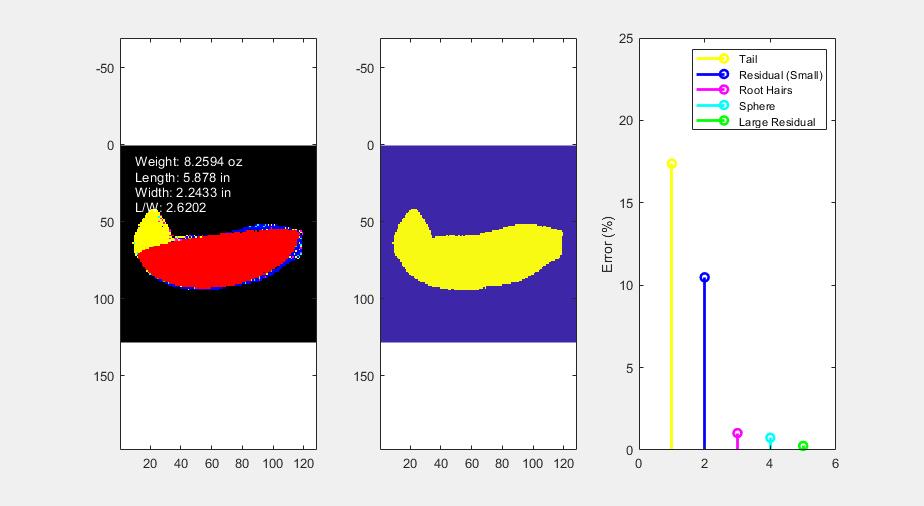 Weight: 8.2594 oz
Length: 5.878 in
Width: 2.2433 in
L/W: 2.6202
-50
0
50
100
150
20 40 60 80 100 120
-50
0
50
100
150
20 40 60 80 100 120
Error (%)
25
20
15
10
5
0
0 2 4 6
Tail
Residual (Small)
Root Hairs
Sphere
Large Residual